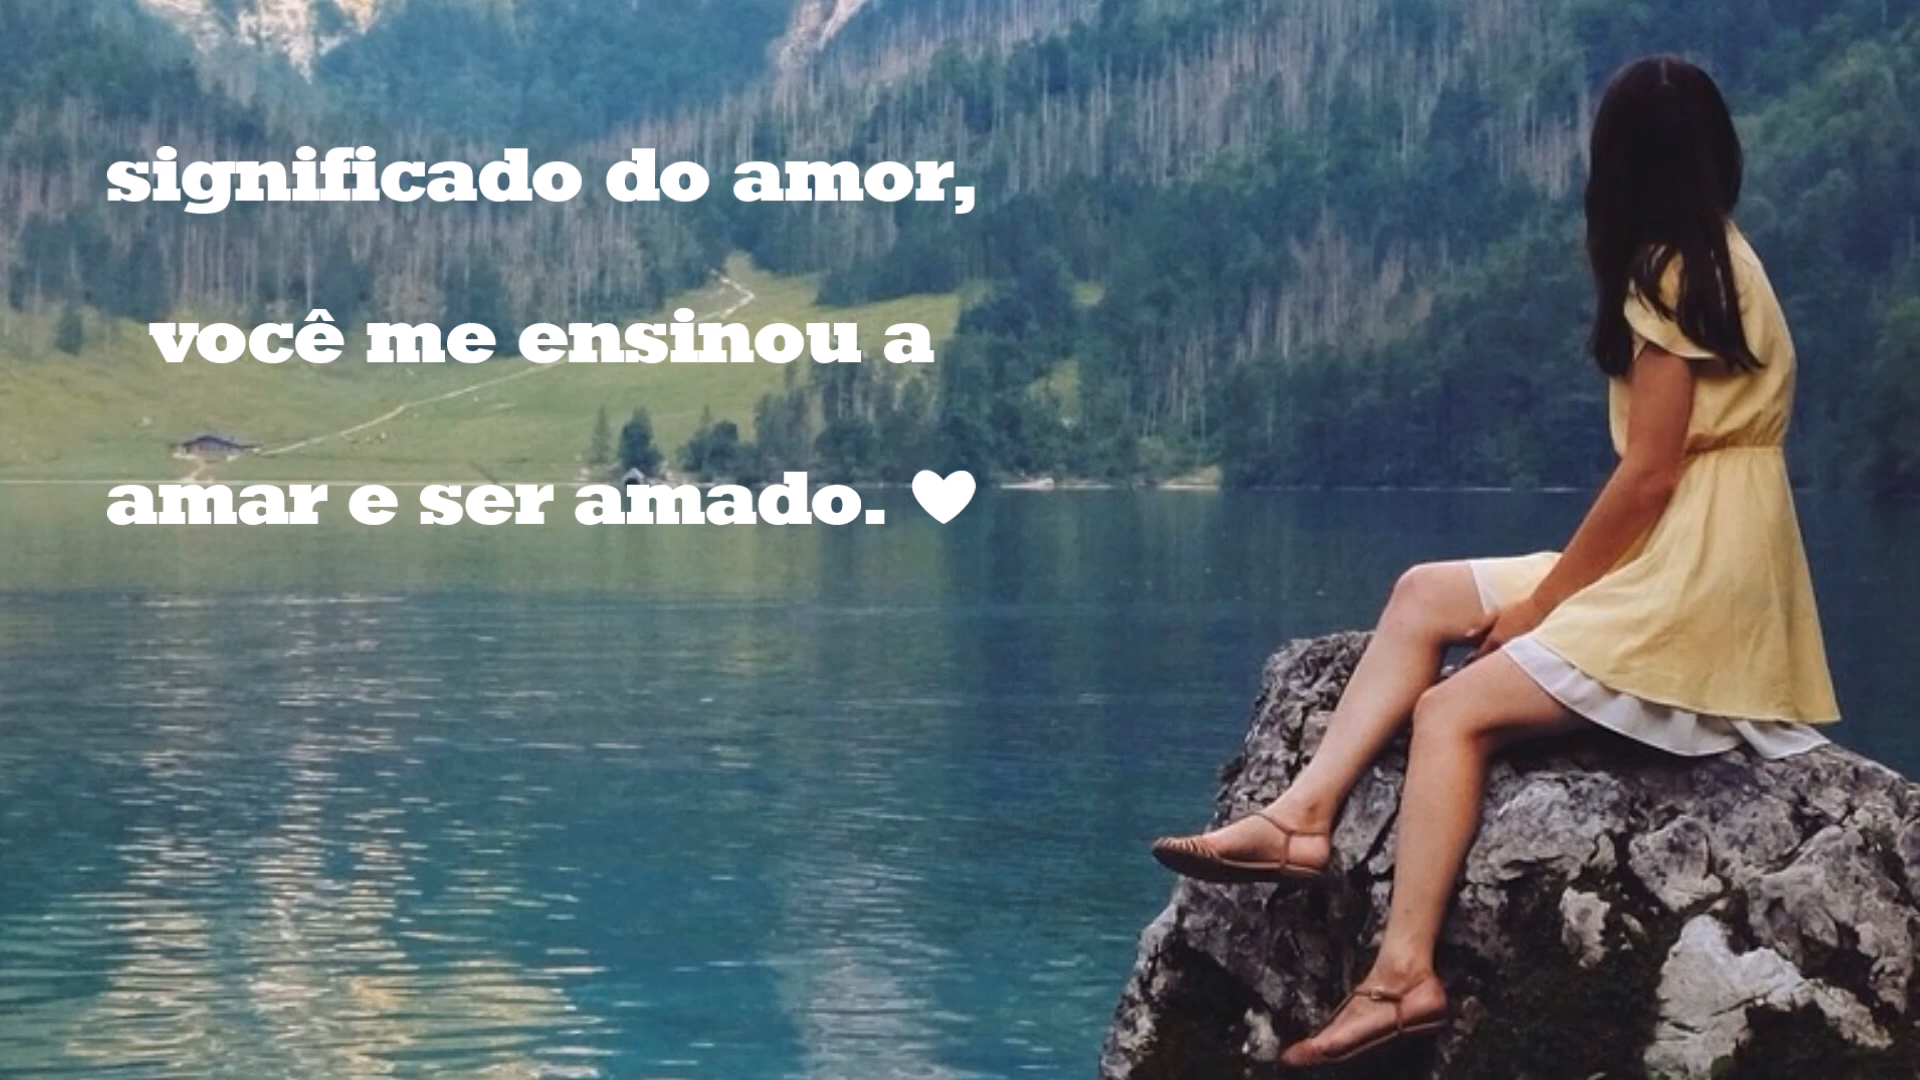 significado do amor,
você me ensinou a
amar e ser amado. ♥